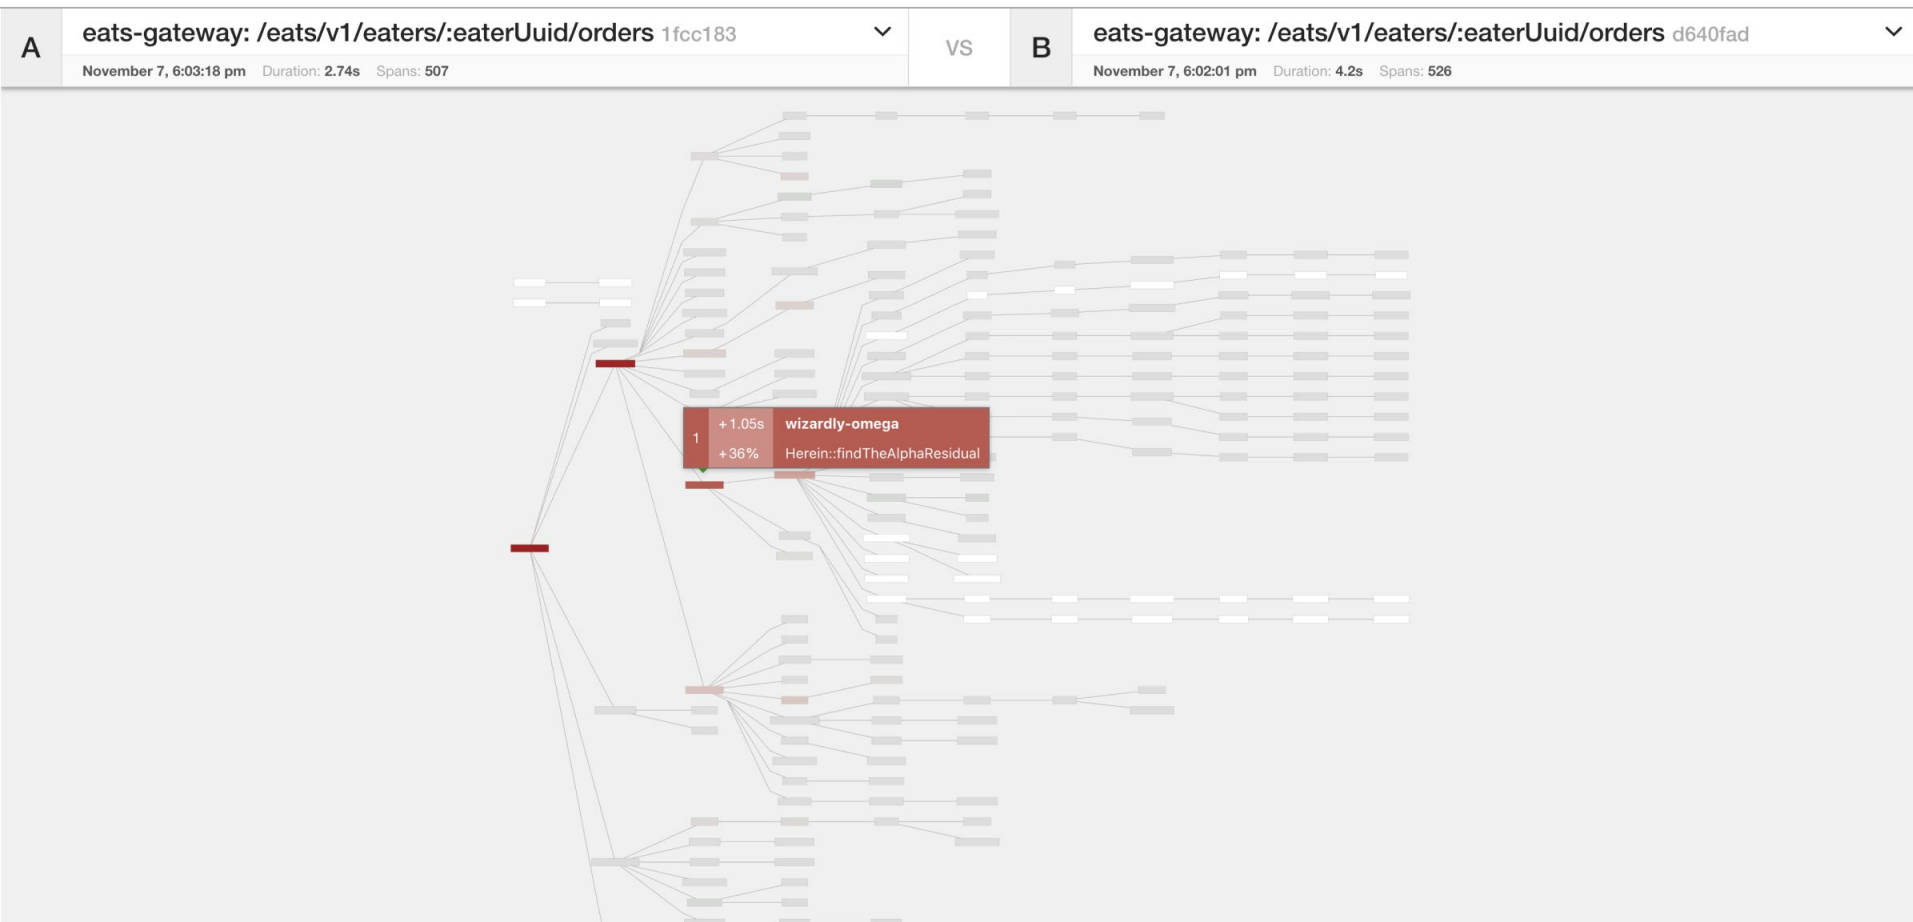 A
eats-gateway: /eats/v1/eaters/:eaterUuid/orders 1fcc183
November 7, 6:03:18 pm Duration: 2.74s Spans: 507
VS
B
eats-gateway: /eats/v1/eaters/:eaterUuid/orders d640fad
November 7, 6:02:01 pm Duration: 4.2s Spans: 526
1
+1.05s wizardly-omega
+36% Herein::findTheAlphaResidual